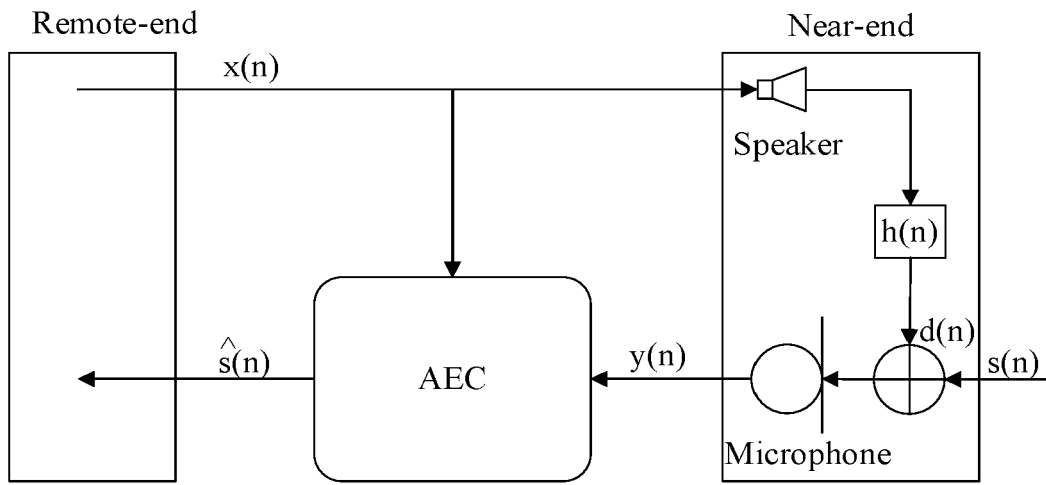 Remote-end
Near-end
x(n)
Speaker
h(n)
d(n)
ŝ(n)
AEC
y(n)
s(n)
Microphone